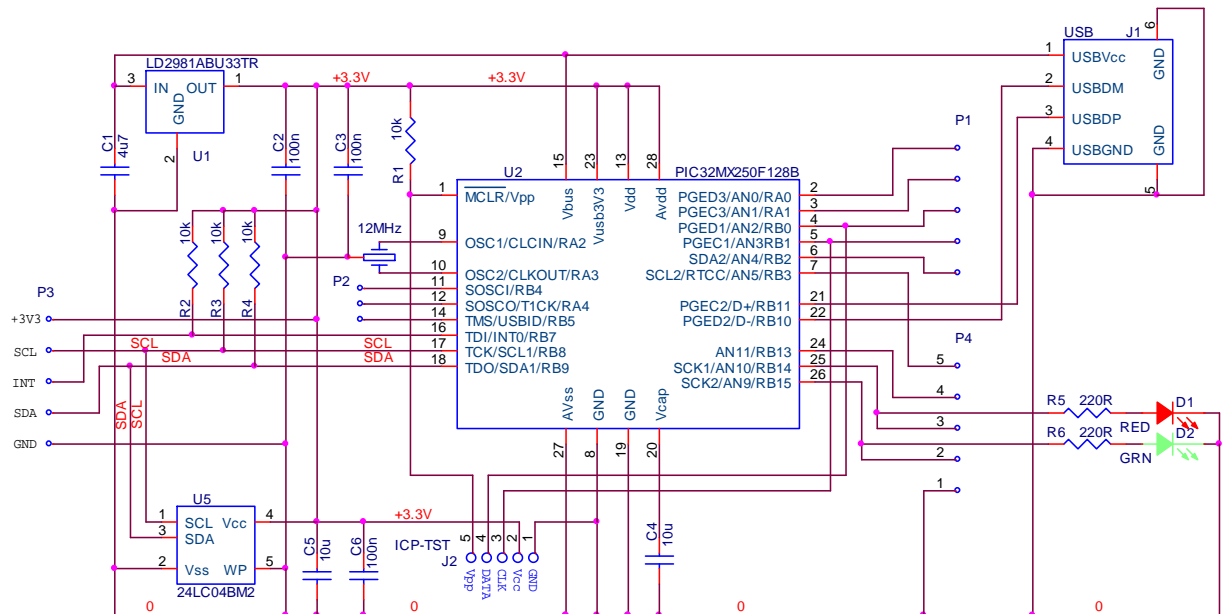 USB J1 6
LD2981ABU33TR
1 USBVcc GND
+3.3V +3.3V
3 IN OUT 1
2 USBDM
GND
C1 4u7
3 USBDP
P1
C2 100n
C3 100n
10k
4 USBGND GND
2 U1
R1
15 23 13 28
U2 PIC32MX250F128B
5
1 MCLR/Vpp
Vbus Vusb3V3 Vdd Avdd
PGED3/AN0/RA0 2
PGEC3/AN1/RA1 3
PGED1/AN2/RB0 4
10k 10k 10k
12MHz
9 OSC1/CLCIN/RA2
PGEC1/AN3RB1 5
SDA2/AN4/RB2 6
10 OSC2/CLKOUT/RA3
SCL2/RTCC/AN5/RB3 7
P2
11 SOSCI/RB4
P3
R2 R3 R4
12 SOSCO/T1CK/RA4
PGEC2/D+/RB11 21
+3V3
14 TMS/USBID/RB5
PGED2/D-/RB10 22
16 TDI/INT0/RB7
P4
SCL SCL SCL
17 TCK/SCL1/RB8
AN11/RB13 24
SDA SDA
18 TDO/SDA1/RB9
SCK1/AN10/RB14 25
5
INT
SCK2/AN9/RB15 26
4
SDA
AVss GND GND Vcap
R5 220R D1
SDA SCL
RED
3
GND
R6 220R D2
27 8 19 20
2
GRN
1
U5
1 SCL Vcc 4
+3.3V
3 SDA
C5 10u
C6 100n
ICP-TST
5 4 3 2 1
C4 10u
J2
2 Vss WP 5
Vpp DATA CLK Vcc GND
24LC04BM2
0 0 0 0